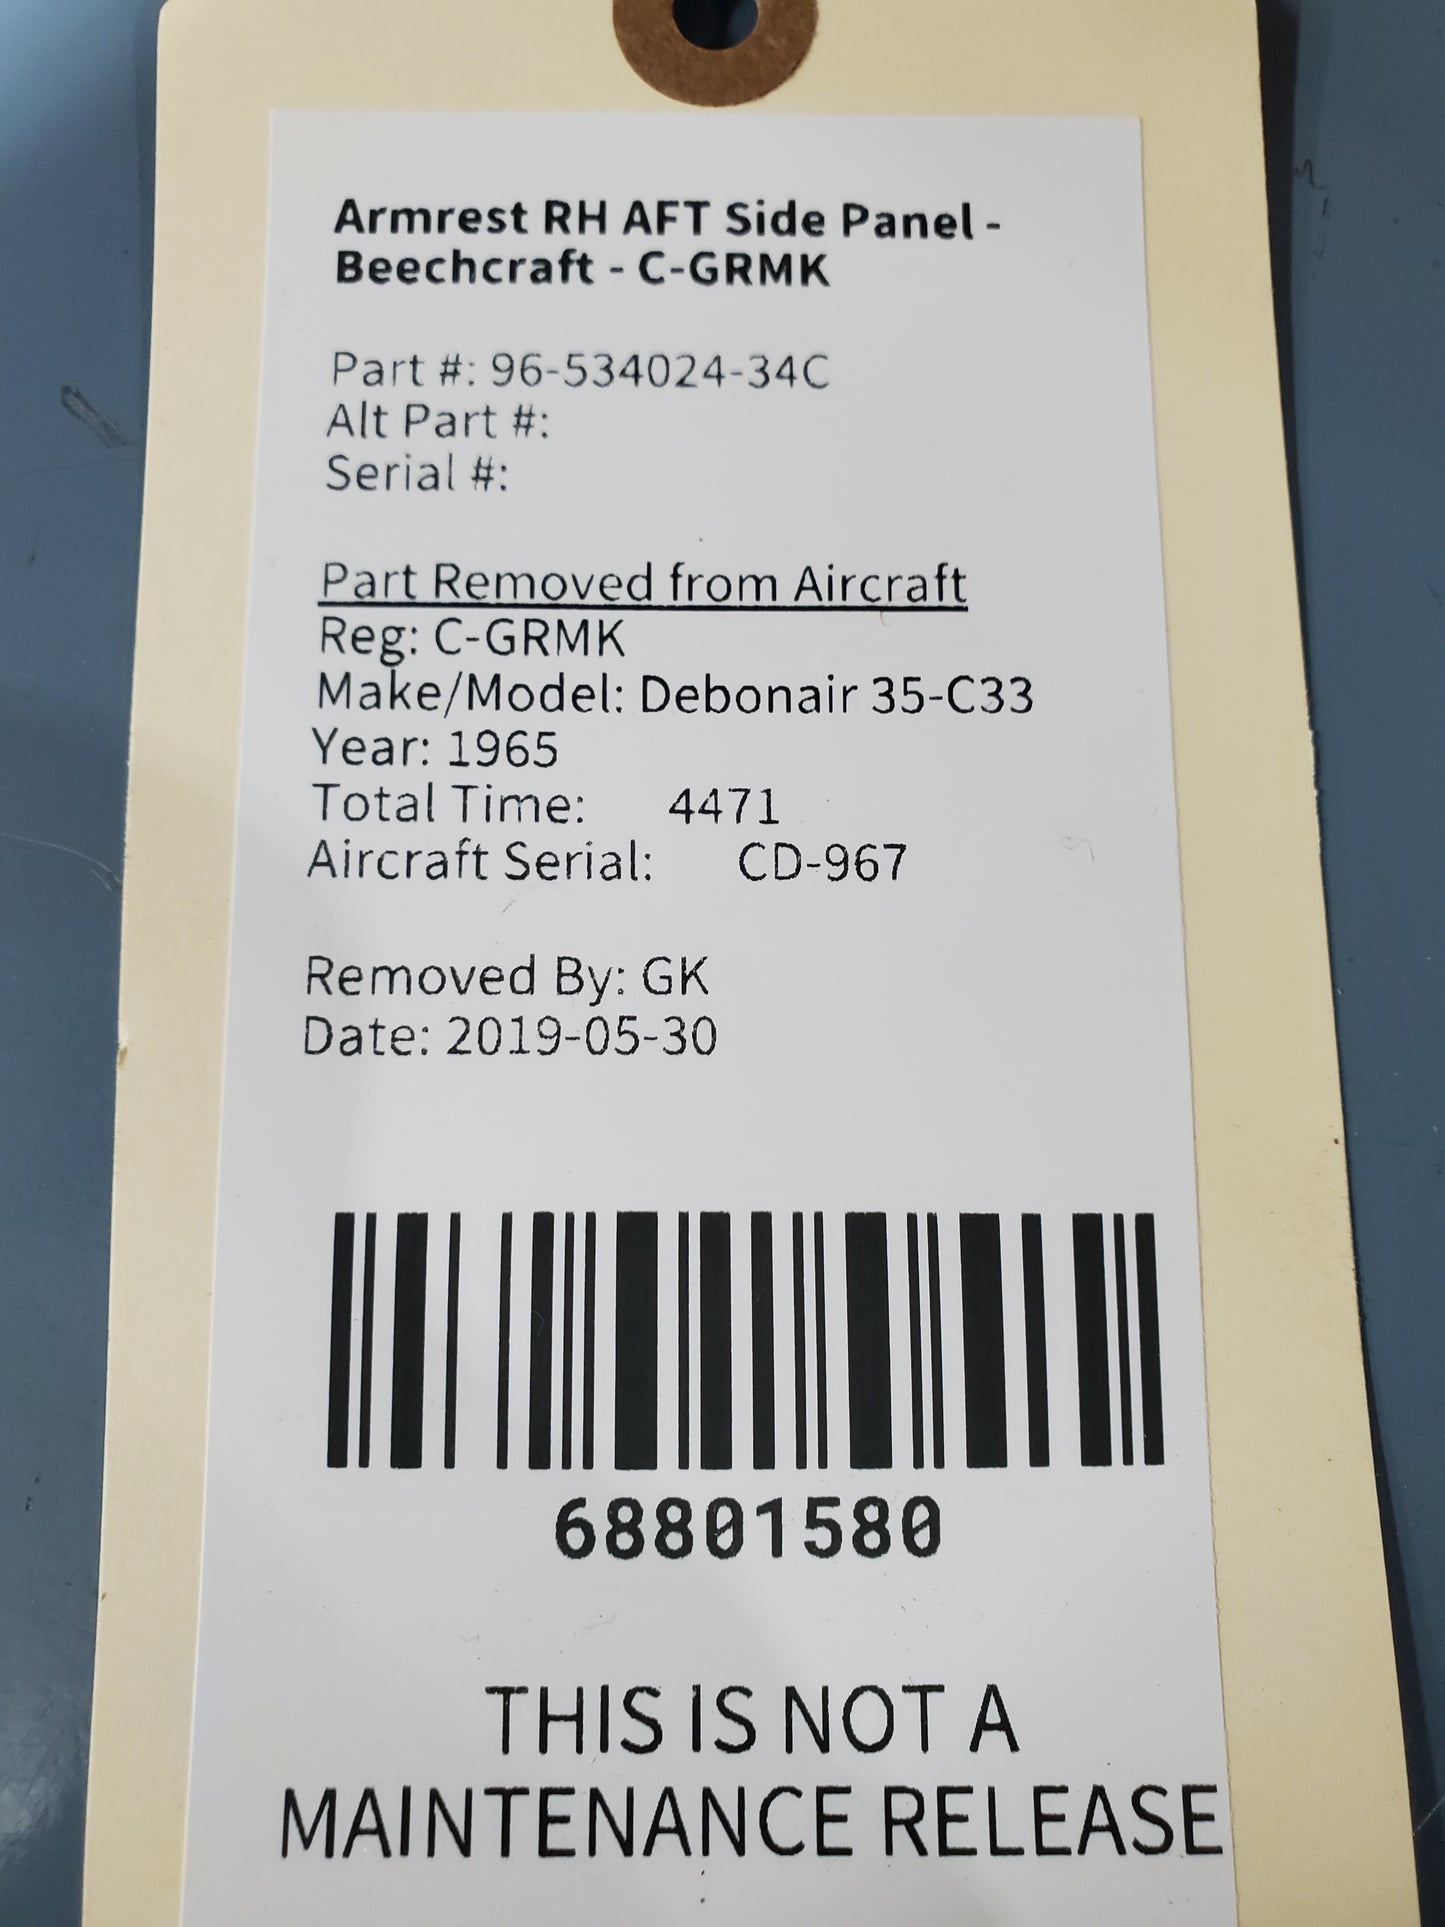 Armrest RH AFT Side Panel -
Beechcraft - C-GRMK
Part #: 96-534024-34C
Alt Part #:
Serial #:
Part Removed from Aircraft
Reg: C-GRMK
Make/Model: Debonair 35-C33
Year: 1965
Total Time: 4471
Aircraft Serial: CD-967
Removed By: GK
Date: 2019-05-30
68801580
THIS IS NOT A
MAINTENANCE RELEASE